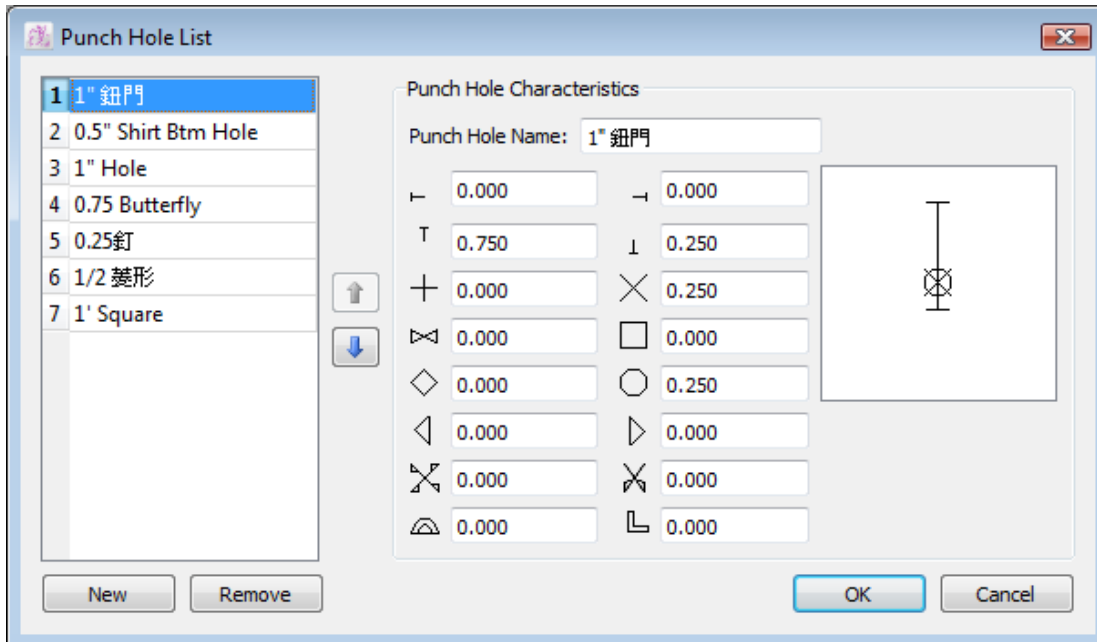 Punch Hole List
1 1" 鈕門
2 0.5" Shirt Btm Hole
3 1" Hole
4 0.75 Butterfly
5 0.25釘
6 1/2 菱形
7 1' Square
New Remove
Punch Hole Characteristics
Punch Hole Name: 1" 鈕門
0.000 0.000
0.750 0.250
0.000 0.250
0.000 0.000
0.000 0.250
0.000 0.000
0.000 0.000
0.000 0.000
OK Cancel